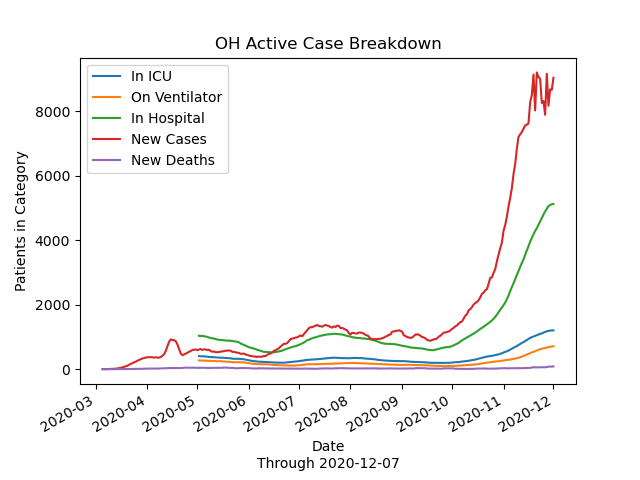 OH Active Case Breakdown
In ICU
On Ventilator
In Hospital
New Cases
New Deaths
Patients in Category
8000
6000
4000
2000
0
2020-03
2020-04
2020-05
2020-06
2020-07
2020-08
2020-09
2020-10
2020-11
2020-12
Date
Through 2020-12-07